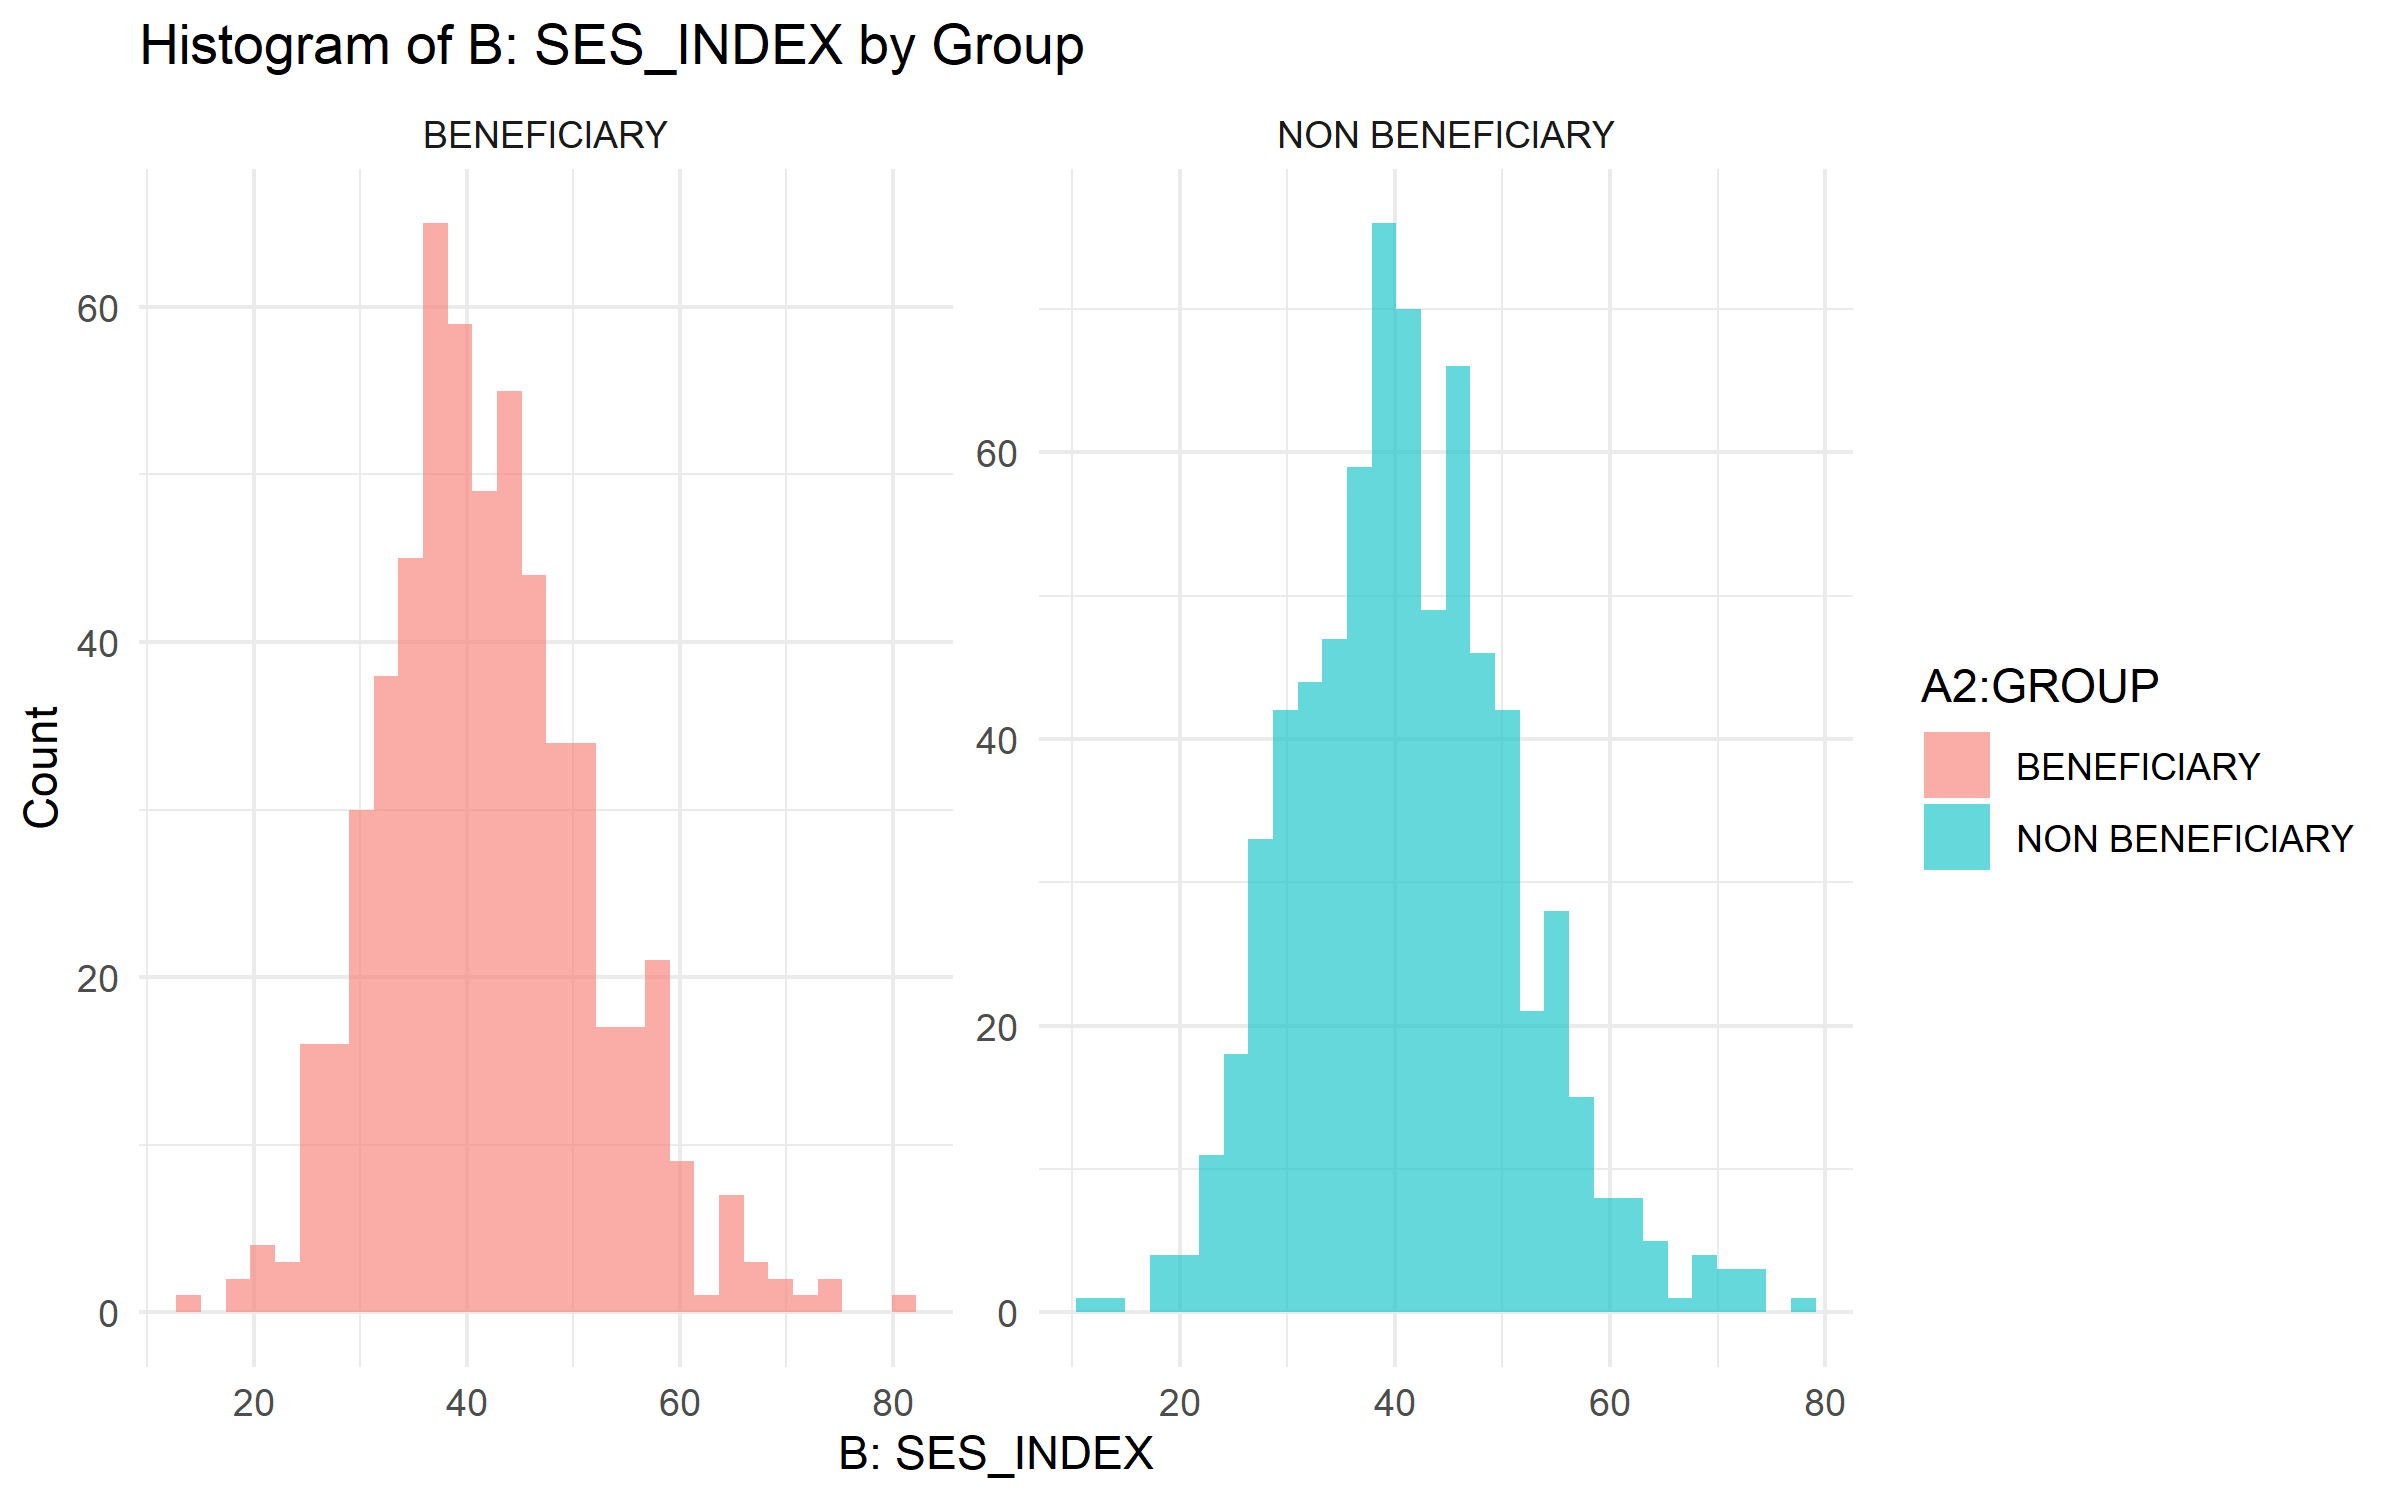 Histogram of B: SES_INDEX by Group
BENEFICIARY
NON BENEFICIARY
Count
60
40
20
0
60
40
20
0
20 40 60 80
20 40 60 80
B: SES_INDEX
A2:GROUP
BENEFICIARY
NON BENEFICIARY